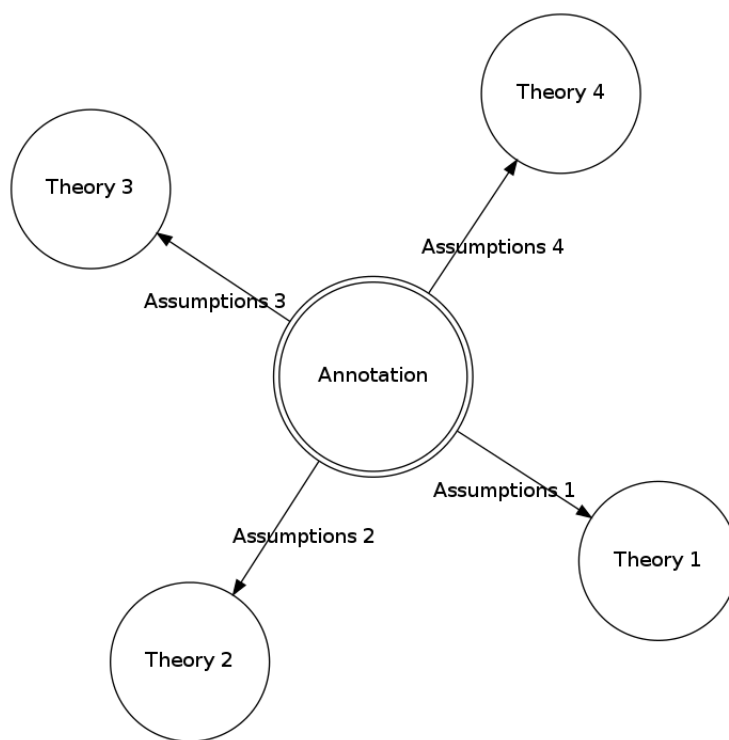 Theory 4
Theory 3
Assumptions 4
Assumptions 3
Annotation
Assumptions 1
Assumptions 2
Theory 1
Theory 2